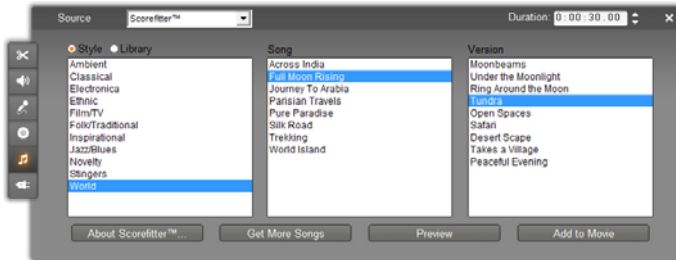 Source Scorefitter™ Duration: 0:00:30.00
Style Library Song Version
Ambient
Classical
Electronica
Ethnic
Film/TV
Folk/Traditional
Inspirational
Jazz/Blues
Novelty
Stingers
World
Across India
Full Moon Rising
Journey To Arabia
Parisian Travels
Pure Paradise
Silk Road
Trekking
World Island
Moonbeams
Under the Moonlight
Ring Around the Moon
Tundra
Open Spaces
Safari
Desert Scape
Takes a Village
Peaceful Evening
About Scorefitter™... Get More Songs Preview Add to Movie